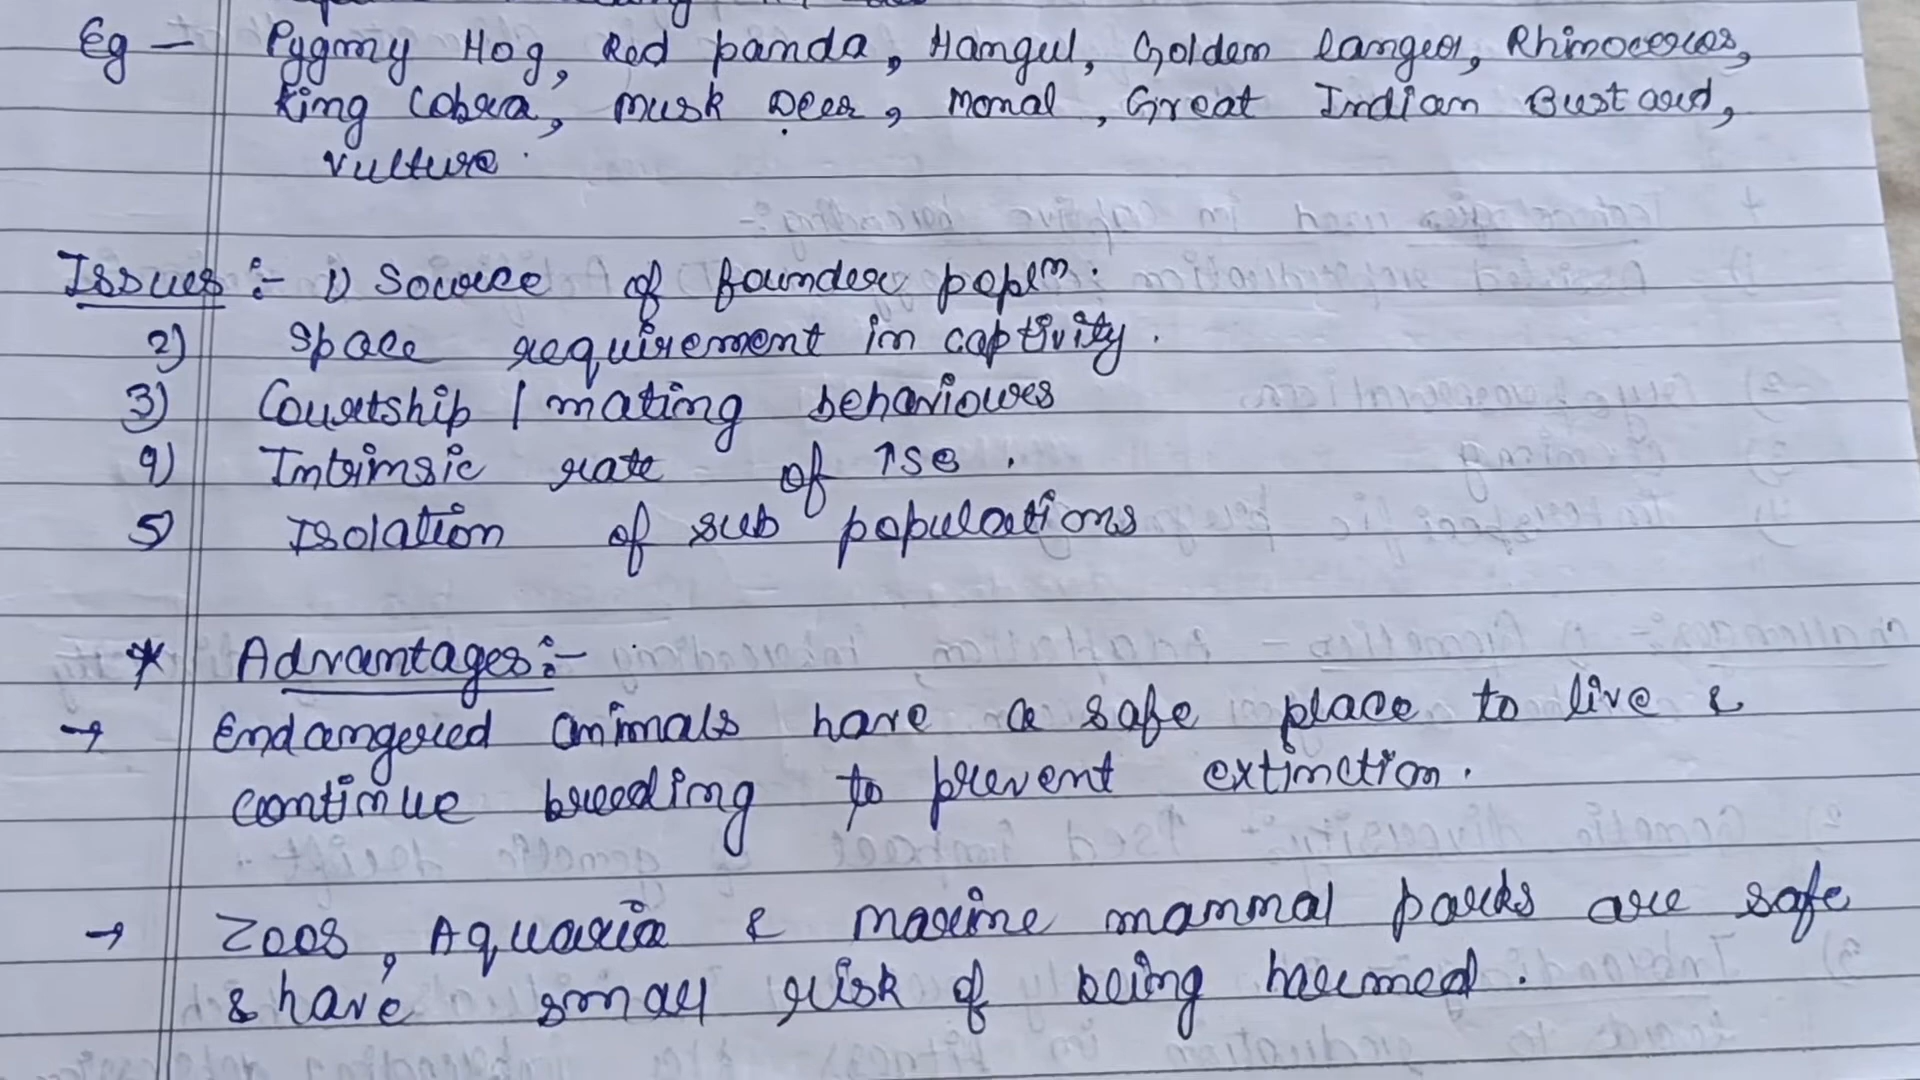 Eg — Pygmy Hog, Red panda, Hangul, Golden langer, Rhinoceros,
King Cobra, Musk Deer, Monal, Great Indian Bustard,
Vulture.
Issues :- 1) Source of founder popln.
2) Space requirement in captivity.
3) Courtship / mating behaviours
4) Intrinsic rate of ↑se.
5) Isolation of sub populations
* Advantages:-
→ Endangered animals have a safe place to live &
continue breeding to prevent extinction.
→ Zoos, Aquaria & marine mammal parks are safe
& have small risk of being harmed.